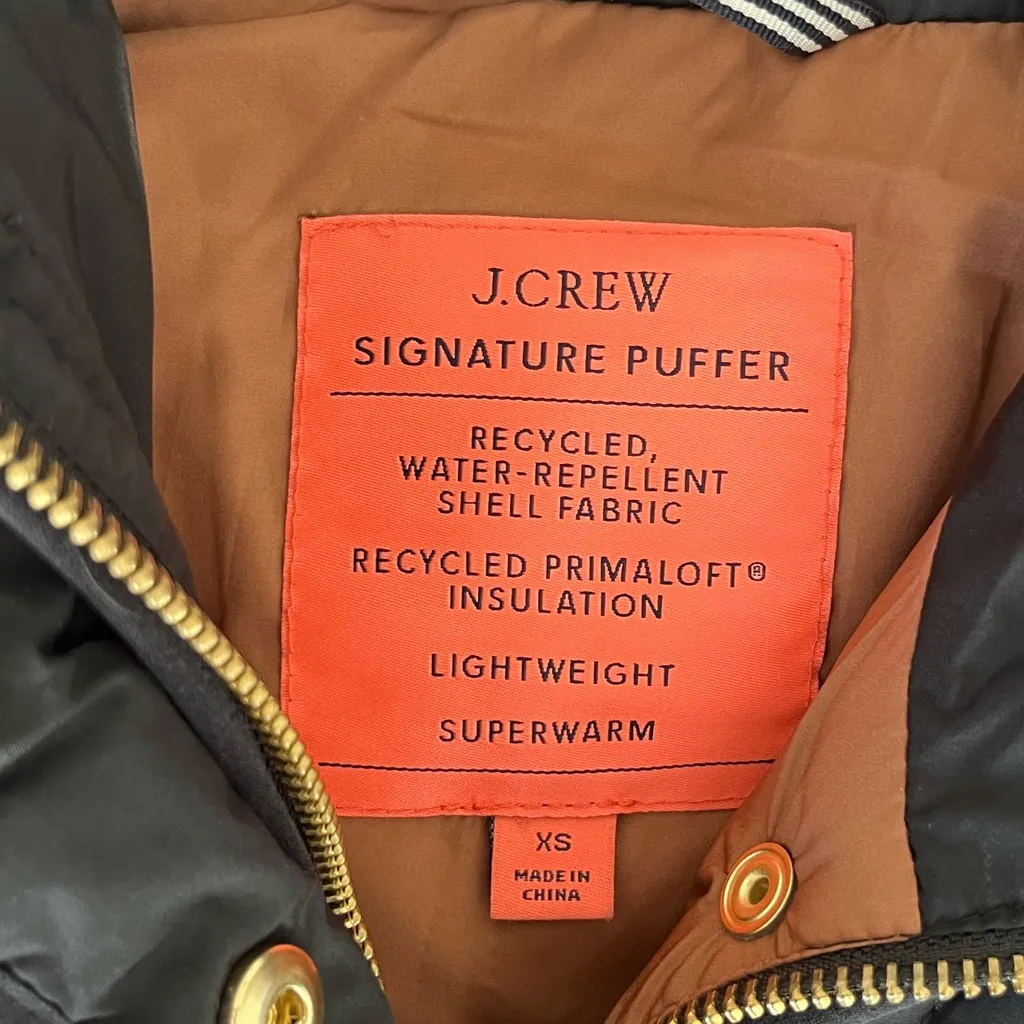 J.CREW
SIGNATURE PUFFER
RECYCLED,
WATER-REPELLENT
SHELL FABRIC
RECYCLED PRIMALOFT®
INSULATION
LIGHTWEIGHT
SUPERWARM
XS
MADE IN
CHINA